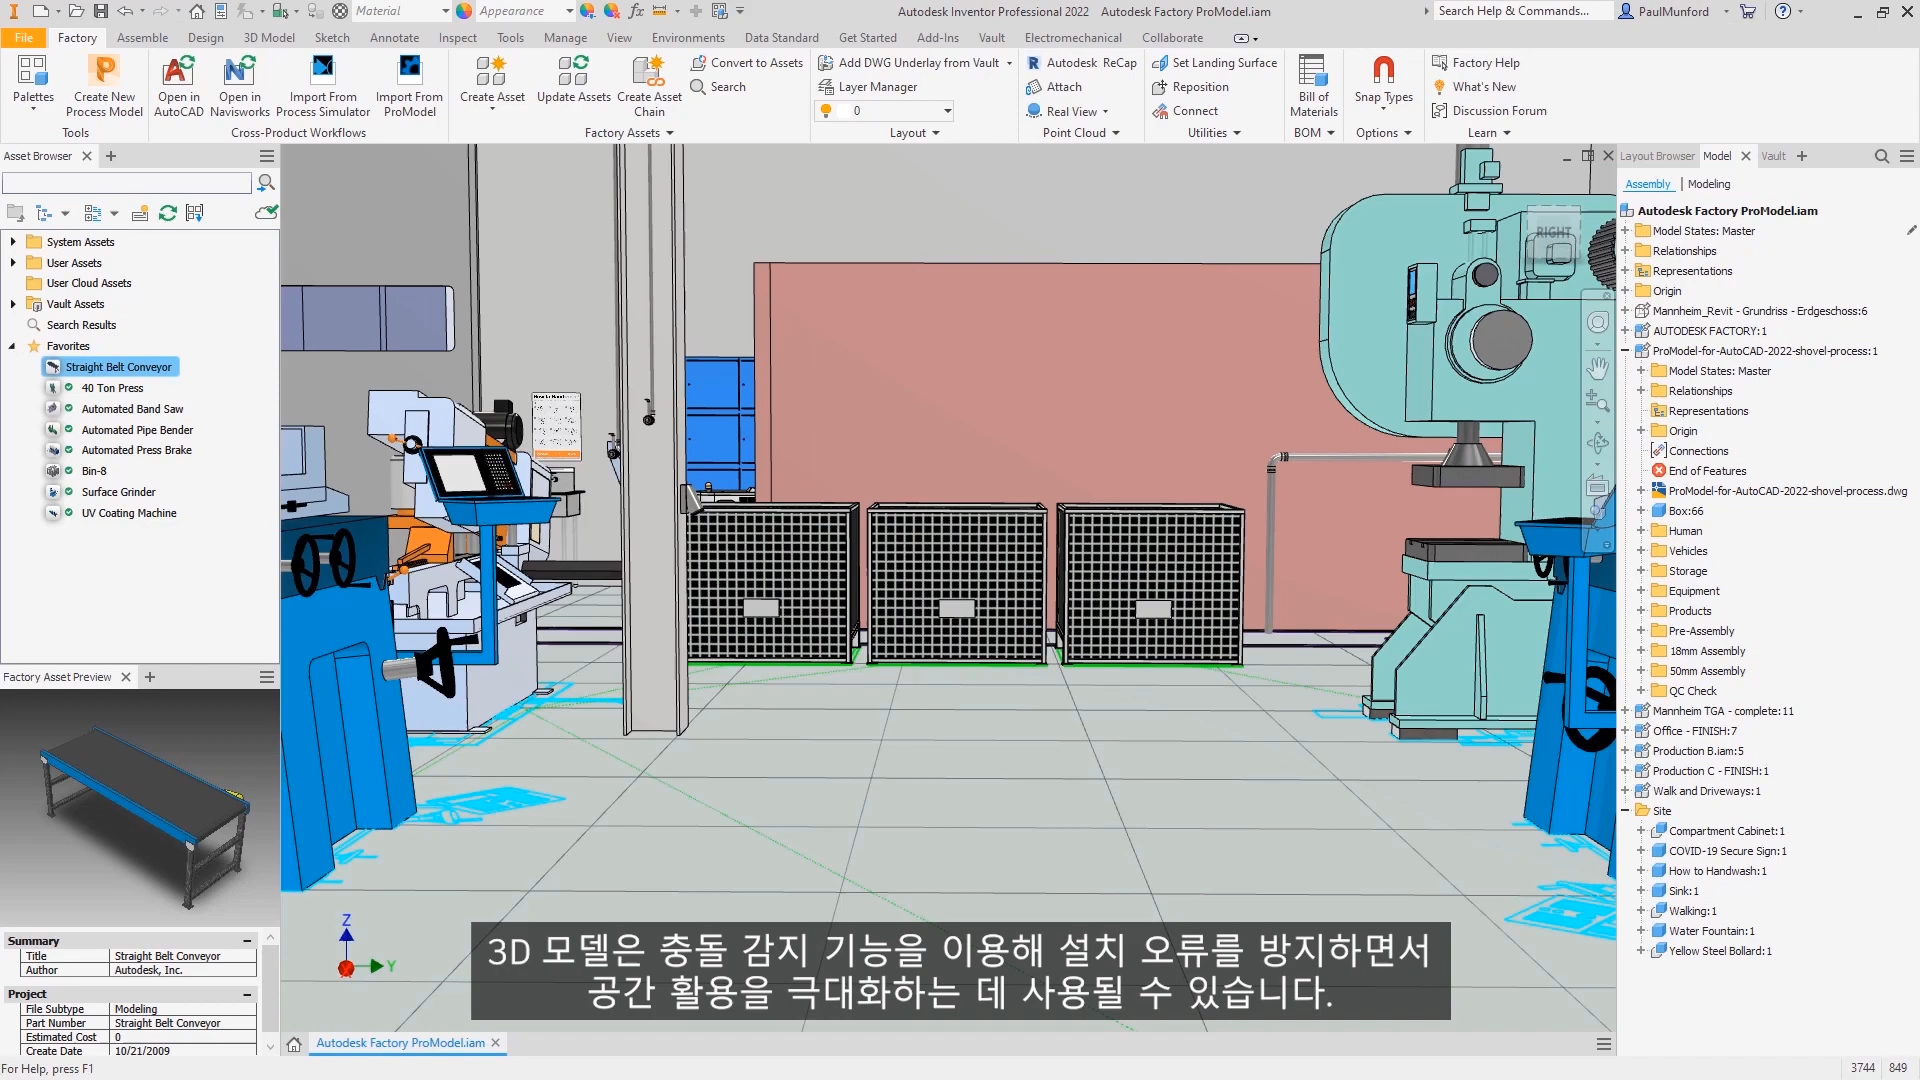 Material
Appearance
Autodesk Inventor Professional 2022 Autodesk Factory ProModel.iam
Search Help & Commands...
PaulMunford
File
Factory
Assemble
Design
3D Model
Sketch
Annotate
Inspect
Tools
Manage
View
Environments
Data Standard
Get Started
Add-Ins
Vault
Electromechanical
Collaborate
Palettes
Create New
Process Model
Tools
Open in
AutoCAD
Open in
Navisworks
Import From
Process Simulator
Import From
ProModel
Cross-Product Workflows
Create Asset
Update Assets
Create Asset
Chain
Convert to Assets
Search
Factory Assets
Add DWG Underlay from Vault
Layer Manager
0
Layout
Autodesk ReCap
Attach
Real View
Point Cloud
Set Landing Surface
Reposition
Connect
Utilities
Bill of
Materials
BOM
Snap Types
Options
Factory Help
What's New
Discussion Forum
Learn
Asset Browser
System Assets
User Assets
User Cloud Assets
Vault Assets
Search Results
Favorites
Straight Belt Conveyor
40 Ton Press
Automated Band Saw
Automated Pipe Bender
Automated Press Brake
Bin-8
Surface Grinder
UV Coating Machine
Factory Asset Preview
Summary
Title Straight Belt Conveyor
Author Autodesk, Inc.
Project
File Subtype Modeling
Part Number Straight Belt Conveyor
Estimated Cost 0
Create Date 10/21/2009
For Help, press F1
RIGHT
Z
Y
3D 모델은 충돌 감지 기능을 이용해 설치 오류를 방지하면서
공간 활용을 극대화하는 데 사용될 수 있습니다.
Autodesk Factory ProModel.iam
Layout Browser
Model
Vault
Assembly
Modeling
Autodesk Factory ProModel.iam
Model States: Master
Relationships
Representations
Origin
Mannheim_Revit - Grundriss - Erdgeschoss:6
AUTODESK FACTORY:1
ProModel-for-AutoCAD-2022-shovel-process:1
Model States: Master
Relationships
Representations
Origin
Connections
End of Features
ProModel-for-AutoCAD-2022-shovel-process.dwg
Box:66
Human
Vehicles
Storage
Equipment
Products
Pre-Assembly
18mm Assembly
50mm Assembly
QC Check
Mannheim TGA - complete:11
Office - FINISH:7
Production B.iam:5
Production C - FINISH:1
Walk and Driveways:1
Site
Compartment Cabinet:1
COVID-19 Secure Sign:1
How to Handwash:1
Sink:1
Walking:1
Water Fountain:1
Yellow Steel Bollard:1
3744 849